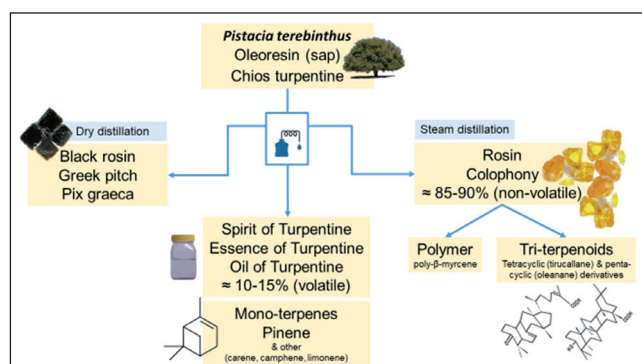 Pistacia terebinthus
Oleoresin (sap)
Chios turpentine
Dry distillation
Black rosin
Greek pitch
Pix graeca
Steam distillation
Rosin
Colophony
≈ 85-90% (non-volatile)
Spirit of Turpentine
Essence of Turpentine
Oil of Turpentine
≈ 10-15% (volatile)
Mono-terpenes
Pinene
& other
(carene, camphene, limonene)
Polymer
poly-β-myrcene
Tri-terpenoids
Tetracyclic (tirucallane) & penta-
cyclic (oleanane) derivatives
COOH
COOH